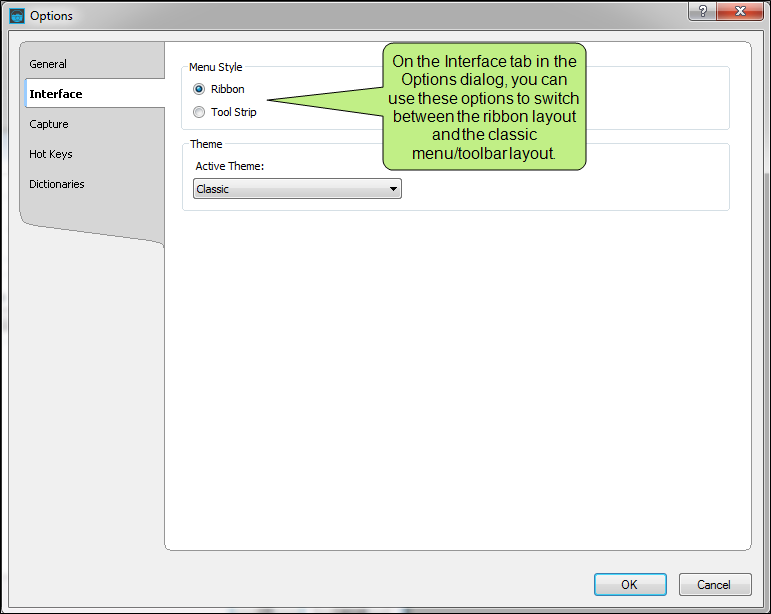 Options
?
General
Interface
Capture
Hot Keys
Dictionaries
Menu Style
Ribbon
Tool Strip
On the Interface tab in the
Options dialog, you can
use these options to switch
between the ribbon layout
and the classic
menu/toolbar layout.
Theme
Active Theme:
Classic
OK
Cancel